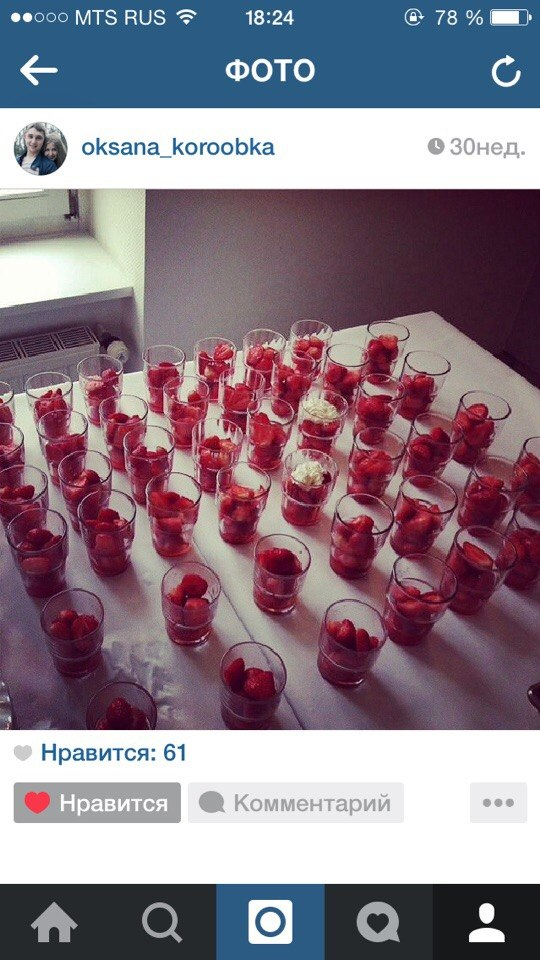 MTS RUS 18:24 78 %
ФОТО
oksana_koroobka 30нед.
Нравится: 61
Нравится Комментарий